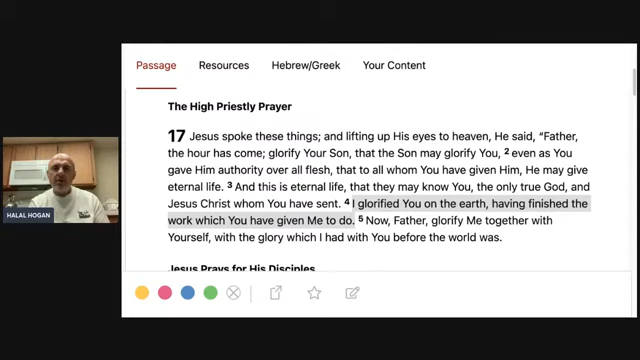 Passage Resources Hebrew/Greek Your Content
The High Priestly Prayer
17 Jesus spoke these things; and lifting up His eyes to heaven, He said, “Father,
the hour has come; glorify Your Son, that the Son may glorify You, 2 even as You
gave Him authority over all flesh, that to all whom You have given Him, He may give
eternal life. 3 And this is eternal life, that they may know You, the only true God, and
Jesus Christ whom You have sent. 4 I glorified You on the earth, having finished the
work which You have given Me to do. 5 Now, Father, glorify Me together with
Yourself, with the glory which I had with You before the world was.
Jesus Prays for His Disciples
HALAL HOGAN